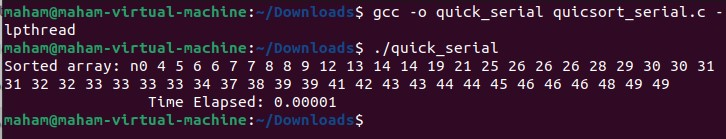 maham@maham-virtual-machine:~/Downloads$ gcc -o quick_serial quicsort_serial.c -
lpthread
maham@maham-virtual-machine:~/Downloads$ ./quick_serial
Sorted array: n0 4 5 6 6 7 7 8 8 9 12 13 14 14 19 21 25 26 26 26 28 29 30 30 31
31 32 32 33 33 33 33 34 37 38 39 39 41 42 43 43 44 44 45 46 46 46 48 49 49
Time Elapsed: 0.00001
maham@maham-virtual-machine:~/Downloads$